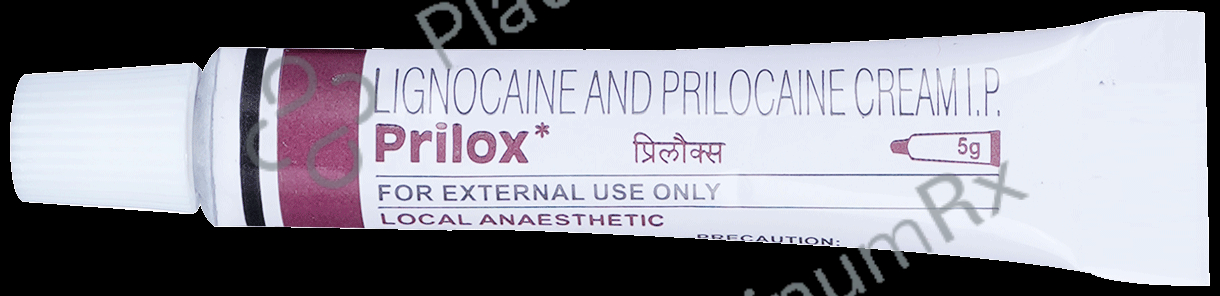 LIGNOCAINE AND PRILOCAINE CREAM I.P.
Prilox* प्रिलौक्स 5g
FOR EXTERNAL USE ONLY
LOCAL ANAESTHETIC
PRECAUTION: